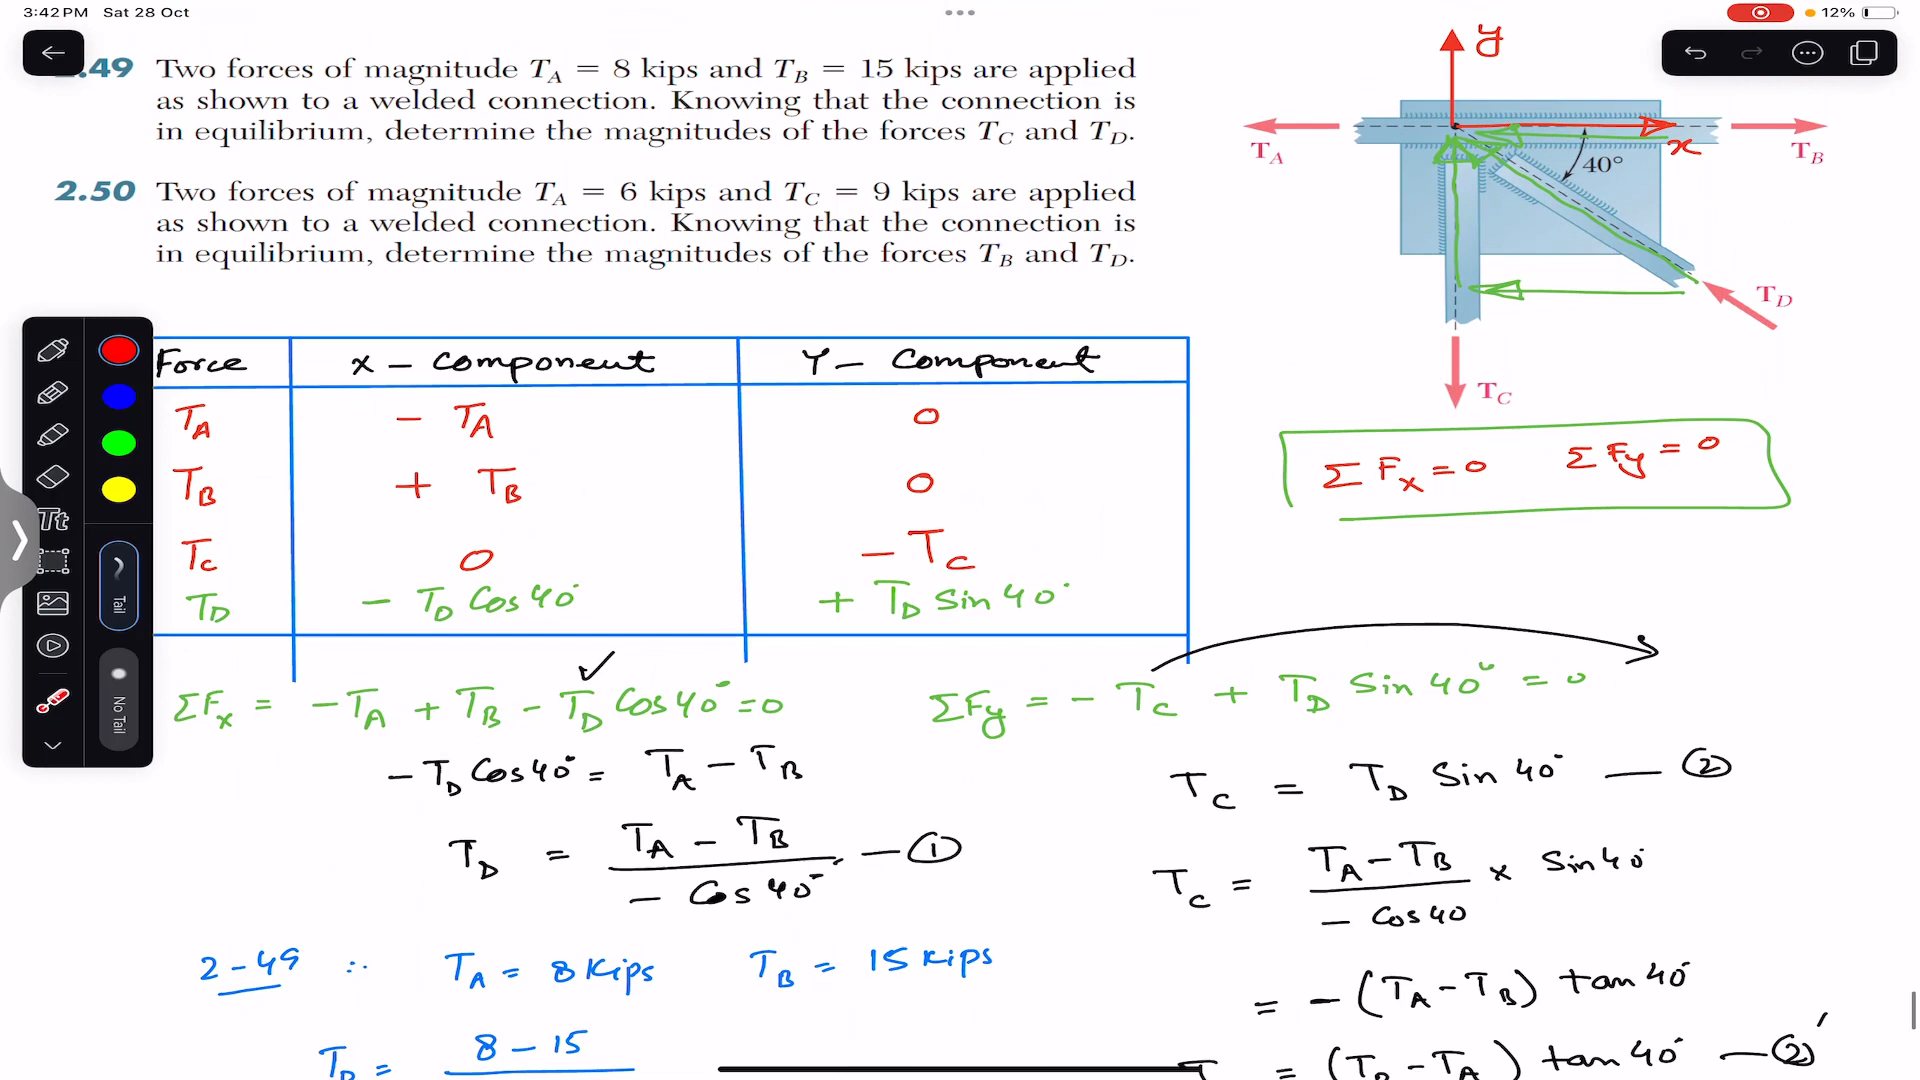 3:42 PM Sat 28 Oct
12%
.49 Two forces of magnitude T_A = 8 kips and T_B = 15 kips are applied
as shown to a welded connection. Knowing that the connection is
in equilibrium, determine the magnitudes of the forces T_C and T_D.
2.50 Two forces of magnitude T_A = 6 kips and T_C = 9 kips are applied
as shown to a welded connection. Knowing that the connection is
in equilibrium, determine the magnitudes of the forces T_B and T_D.
y
x
T_A
T_B
40°
T_D
T_C
Force x - component Y - Component
T_A - T_A 0
T_B + T_B 0
T_C 0 - T_C
T_D - T_D Cos 40° + T_D Sin 40°
Σ F_x = 0 Σ F_y = 0
Tt
Tail
No Tail
ΣF_x = -T_A + T_B - T_D Cos 40° = 0
ΣF_y = - T_C + T_D Sin 40° = 0
- T_D Cos 40° = T_A - T_B
T_D = T_A - T_B / - Cos 40° — ①
T_C = T_D Sin 40° — ②
T_C = T_A - T_B / - Cos 40 × Sin 40°
= - (T_A - T_B) tan 40°
= (T_B - T_A) tan 40° — ②'
2-49 :- T_A = 8 Kips T_B = 15 kips
T_D = 8 - 15